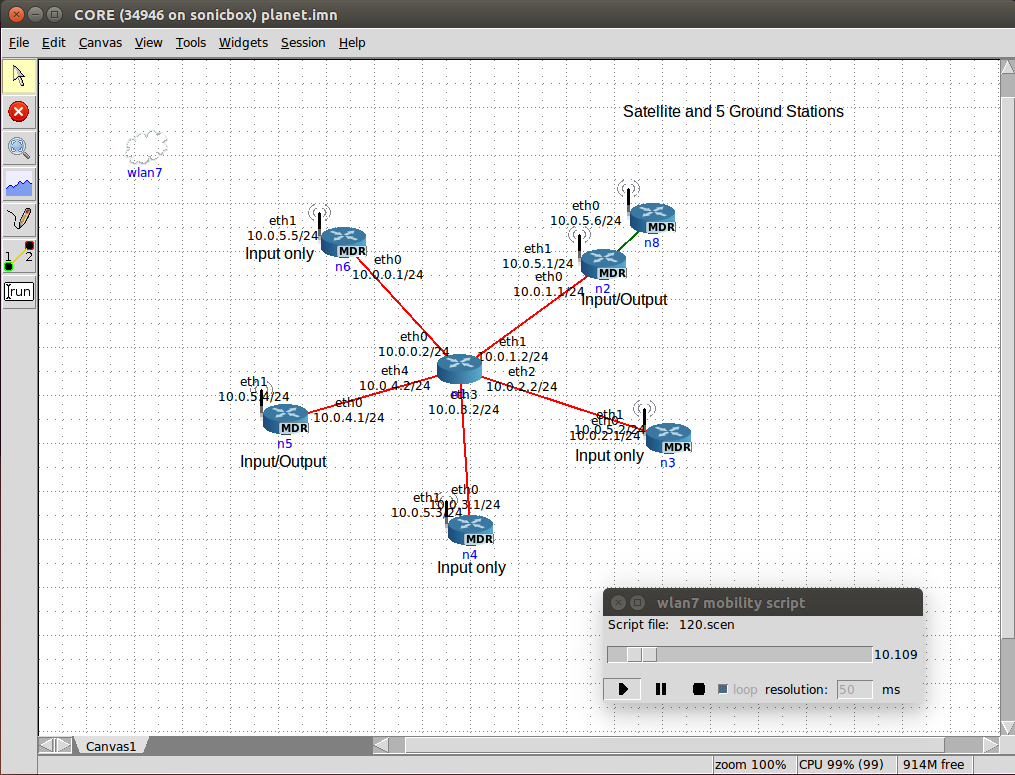 CORE (34946 on sonicbox) planet.imn
File Edit Canvas View Tools Widgets Session Help
Satellite and 5 Ground Stations
wlan7
eth0
10.0.5.6/24
MDR
n8
eth1
10.0.5.5/24
Input only
MDR
n6
eth0
10.0.0.1/24
eth1
10.0.5.1/24
eth0
10.0.1.1/24
MDR
n2
Input/Output
eth0
10.0.0.2/24
eth1
10.0.1.2/24
eth4
10.0.4.2/24
eth2
10.0.2.2/24
eth3
10.0.3.2/24
eth1
10.0.5.4/24
eth0
10.0.4.1/24
MDR
n5
Input/Output
eth1
10.0.5.2/24
eth0
10.0.2.1/24
Input only
MDR
n3
eth1
10.0.5.3/24
eth0
10.0.3.1/24
MDR
n4
Input only
1 2
run
wlan7 mobility script
Script file: 120.scen
10.109
loop resolution: 50 ms
Canvas1
zoom 100% CPU 99% (99) 914M free